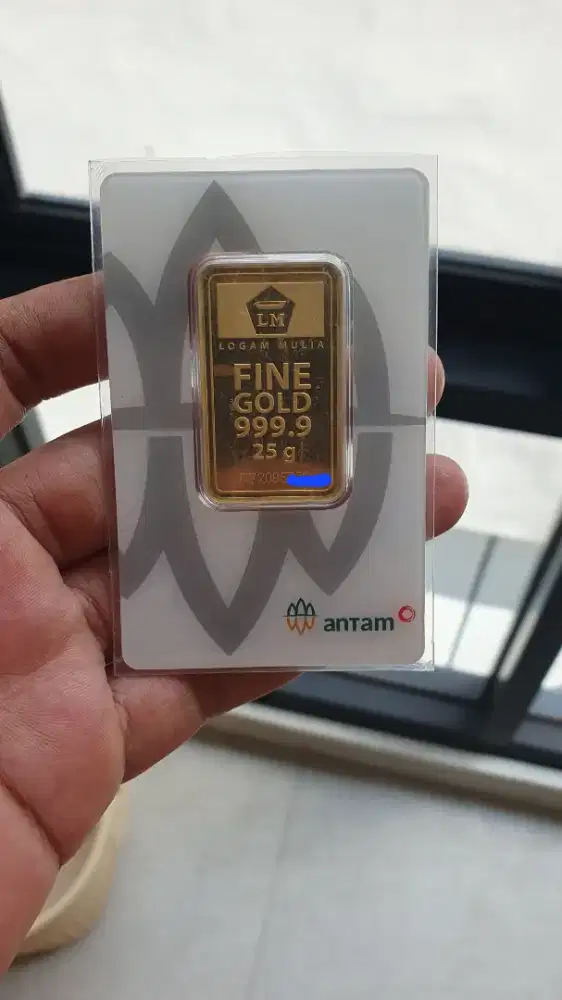 LM
LOGAM MULIA
FINE
GOLD
999.9
25 g
antam